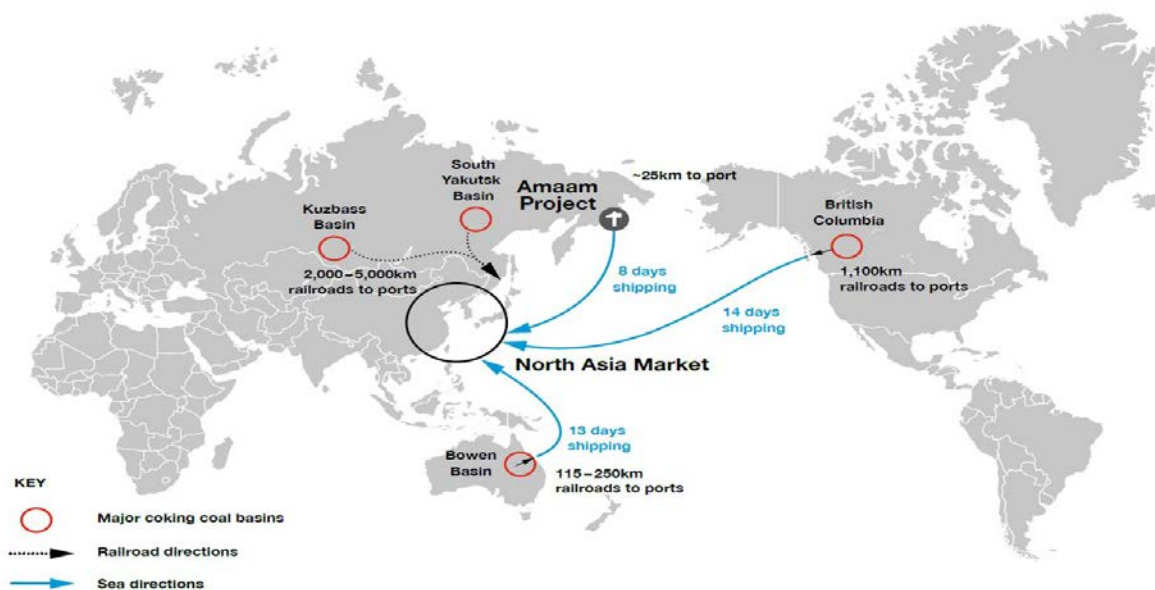 South
Yakutsk
Basin
Amaam
Project
~25km to port
Kuzbass
Basin
British
Columbia
2,000–5,000km
railroads to ports
8 days
shipping
1,100km
railroads to ports
14 days
shipping
North Asia Market
13 days
shipping
Bowen
Basin
115–250km
railroads to ports
KEY
Major coking coal basins
Railroad directions
Sea directions